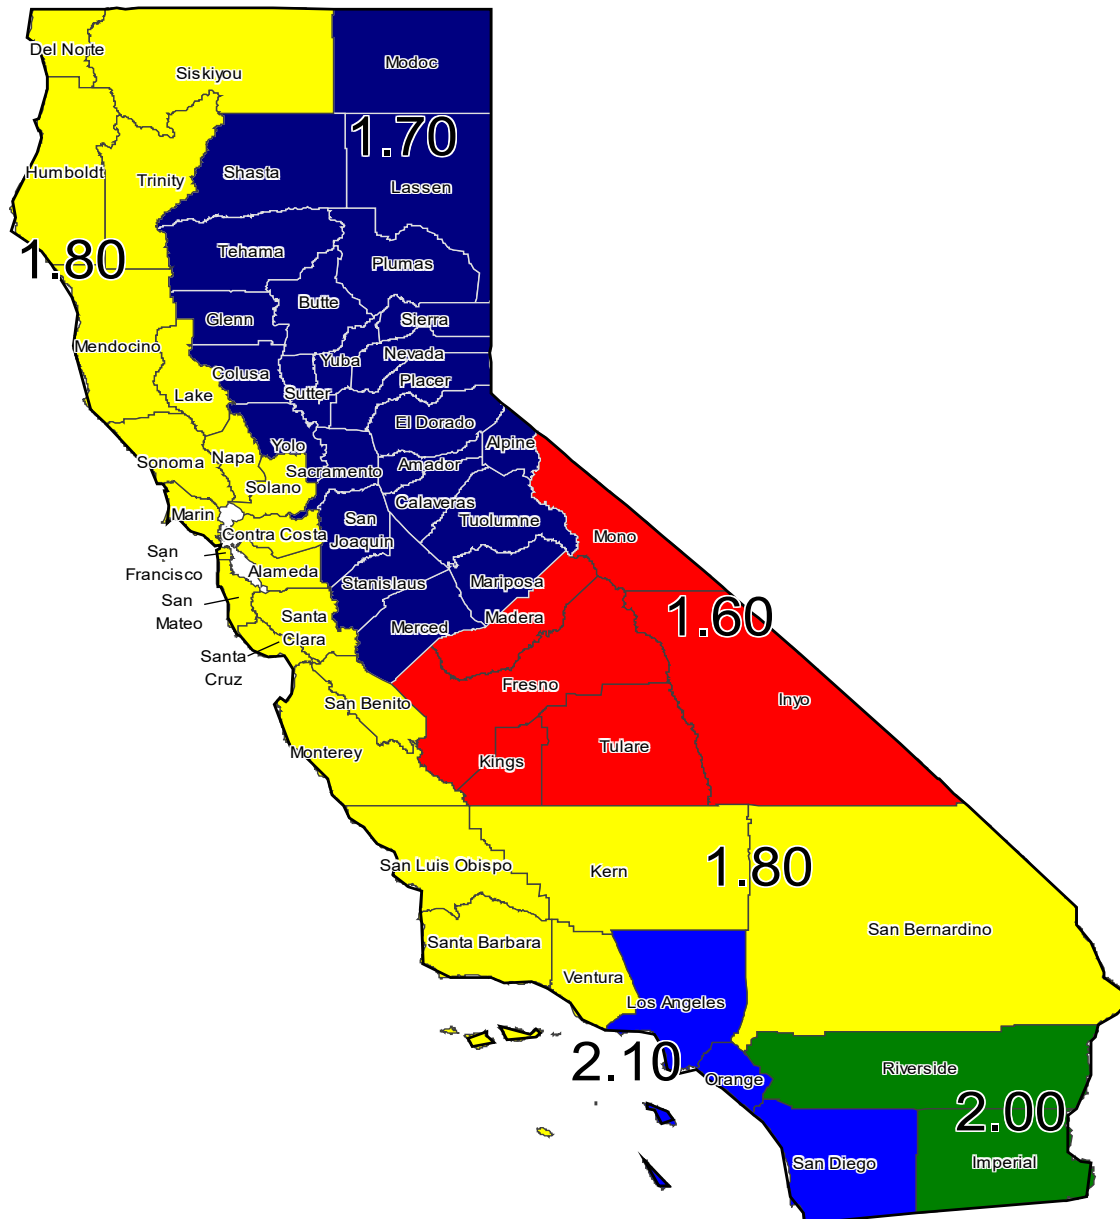 Del Norte
Siskiyou
Modoc
1.70
Humboldt
Trinity
Shasta
Lassen
1.80
Tehama
Plumas
Butte
Glenn
Sierra
Mendocino
Yuba
Nevada
Colusa
Placer
Lake
Sutter
El Dorado
Yolo
Alpine
Sonoma
Napa
Sacramento
Amador
Solano
Calaveras
Marin
San
Joaquin
Tuolumne
Contra Costa
Mono
San
Francisco
Alameda
Stanislaus
Mariposa
San
Mateo
Santa
Clara
Merced
Madera
1.60
Santa
Cruz
Fresno
San Benito
Inyo
Monterey
Kings
Tulare
San Luis Obispo
Kern
1.80
San Bernardino
Santa Barbara
Ventura
Los Angeles
2.10
Orange
Riverside
2.00
San Diego
Imperial